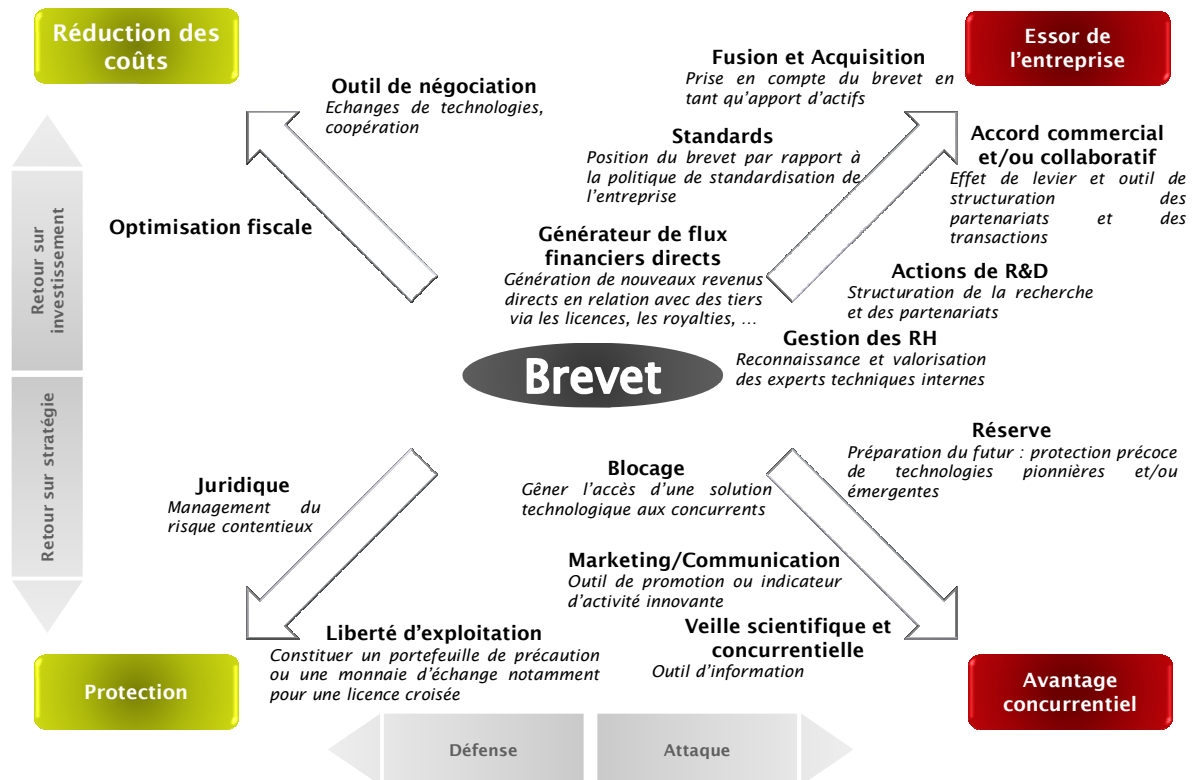 Réduction des
coûts
Essor de
l’entreprise
Outil de négociation
Echanges de technologies,
coopération
Optimisation fiscale
Fusion et Acquisition
Prise en compte du brevet en
tant qu’apport d’actifs
Standards
Position du brevet par rapport à
la politique de standardisation de
l’entreprise
Générateur de flux
financiers directs
Génération de nouveaux revenus
directs en relation avec des tiers
via les licences, les royalties, …
Accord commercial
et/ou collaboratif
Effet de levier et outil de
structuration des
partenariats et des
transactions
Actions de R&D
Structuration de la recherche
et des partenariats
Gestion des RH
Reconnaissance et valorisation
des experts techniques internes
Retour sur
investissement
Brevet
Retour sur stratégie
Juridique
Management du
risque contentieux
Liberté d’exploitation
Constituer un portefeuille de précaution
ou une monnaie d’échange notamment
pour une licence croisée
Blocage
Gêner l’accès d’une solution
technologique aux concurrents
Marketing/Communication
Outil de promotion ou indicateur
d’activité innovante
Veille scientifique et
concurrentielle
Outil d’information
Réserve
Préparation du futur : protection précoce
de technologies pionnières et/ou
émergentes
Protection
Avantage
concurrentiel
Défense
Attaque